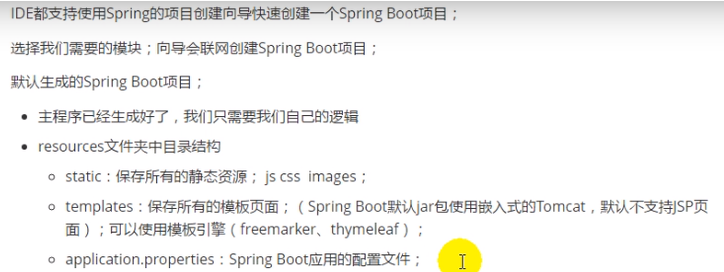 IDE都支持使用Spring的项目创建向导快速创建一个Spring Boot项目；
选择我们需要的模块；向导会联网创建Spring Boot项目；
默认生成的Spring Boot项目；
主程序已经生成好了，我们只需要我们自己的逻辑
resources文件夹中目录结构
static：保存所有的静态资源； js css  images；
templates：保存所有的模板页面；（Spring Boot默认jar包使用嵌入式的Tomcat，默认不支持JSP页
面）；可以使用模板引擎（freemarker、thymeleaf）；
application.properties：Spring Boot应用的配置文件；